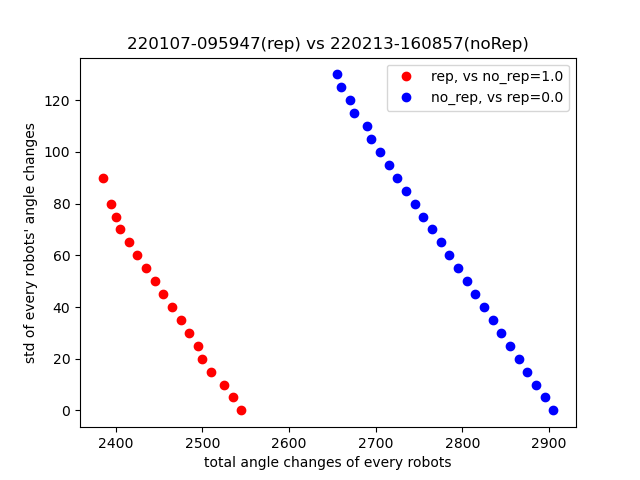 220107-095947(rep) vs 220213-160857(noRep)
rep, vs no_rep=1.0
no_rep, vs rep=0.0
std of every robots' angle changes
120
100
80
60
40
20
0
2400 2500 2600 2700 2800 2900
total angle changes of every robots